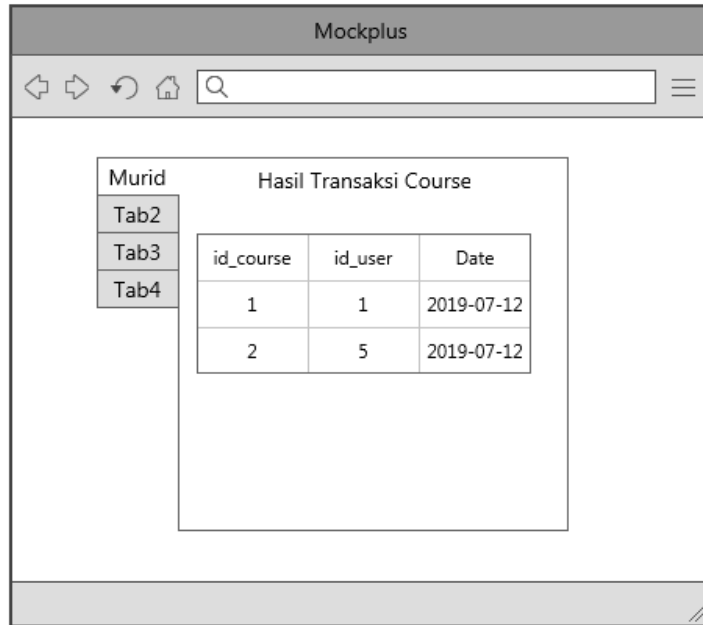 Mockplus
Murid
Tab2
Tab3
Tab4
Hasil Transaksi Course
id_course id_user Date
1 1 2019-07-12
2 5 2019-07-12